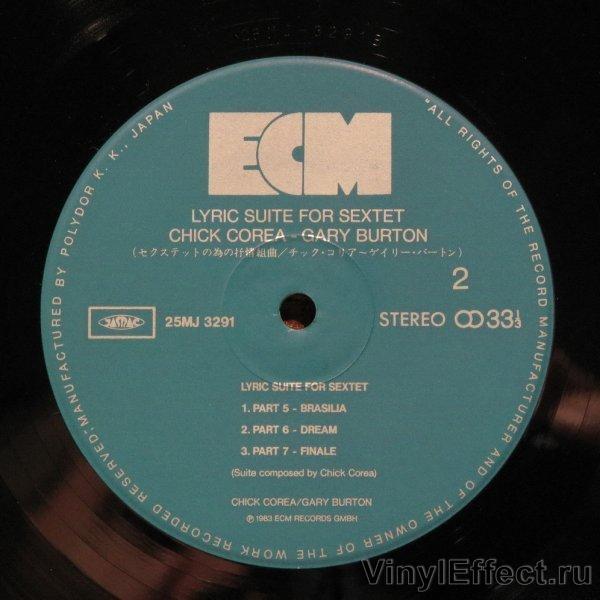 ECM
LYRIC SUITE FOR SEXTET
CHICK COREA - GARY BURTON
(セクステットの為の抒情組曲／チック・コリア～ゲイリー・バートン)
2
JASRAC
25MJ 3291
STEREO
33 1/3
LYRIC SUITE FOR SEXTET
1. PART 5 - BRASILIA
2. PART 6 - DREAM
3. PART 7 - FINALE
(Suite composed by Chick Corea)
CHICK COREA/GARY BURTON
℗ 1983 ECM RECORDS GMBH
"ALL RIGHTS OF THE RECORD MANUFACTURER AND OF THE OWNER OF THE WORK RECORDED RESERVED" MANUFACTURED BY POLYDOR K. K., JAPAN
VinylEffect.ru